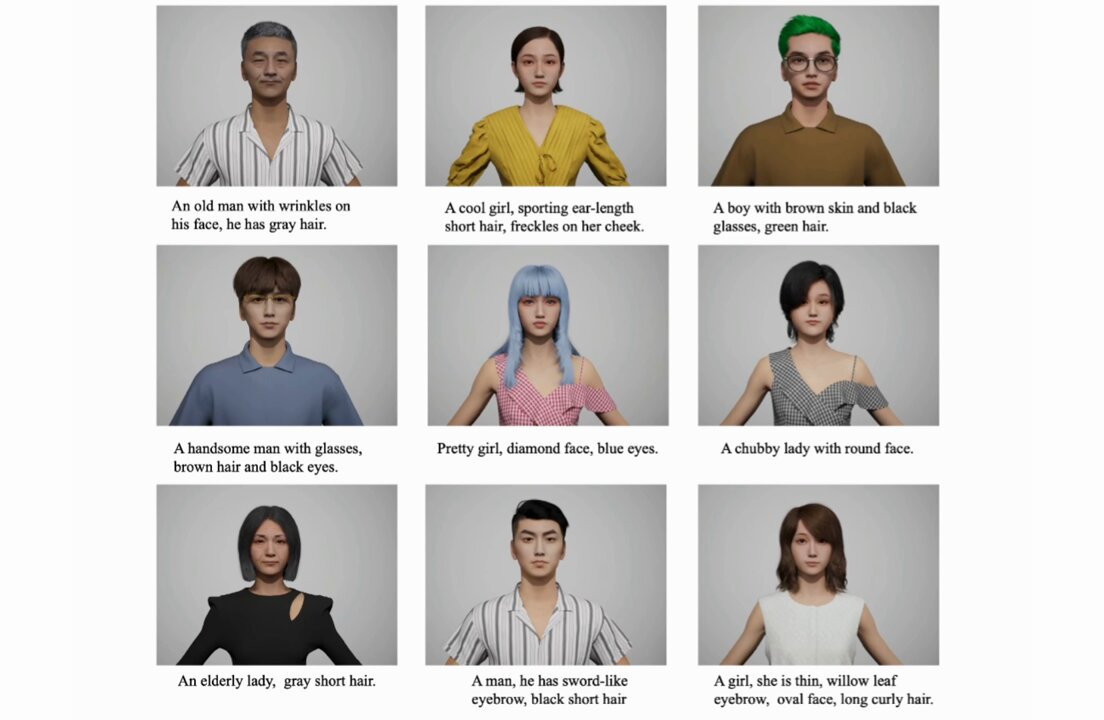 An old man with wrinkles on
his face, he has gray hair.
A cool girl, sporting ear-length
short hair, freckles on her cheek.
A boy with brown skin and black
glasses, green hair.
A handsome man with glasses,
brown hair and black eyes.
Pretty girl, diamond face, blue eyes.
A chubby lady with round face.
An elderly lady,  gray short hair.
A man, he has sword-like
eyebrow, black short hair
A girl, she is thin, willow leaf
eyebrow,  oval face, long curly hair.